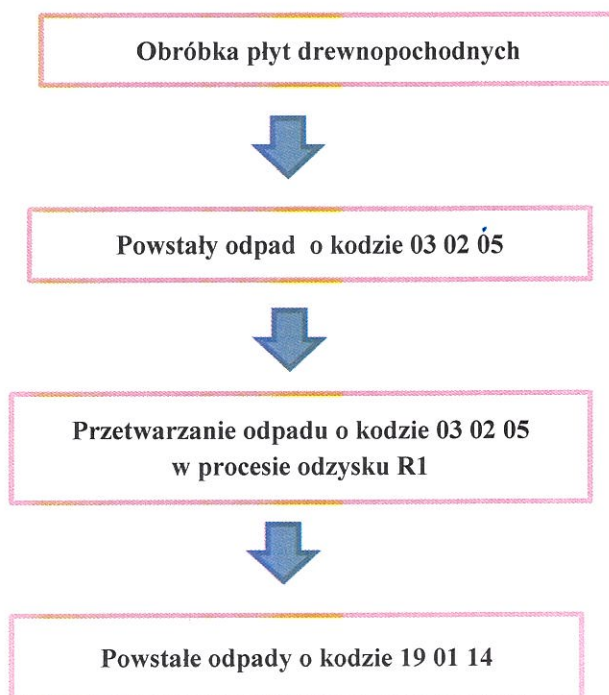 Obróbka płyt drewnopochodnych
Powstały odpad o kodzie 03 02 05
Przetwarzanie odpadu o kodzie 03 02 05
w procesie odzysku R1
Powstałe odpady o kodzie 19 01 14